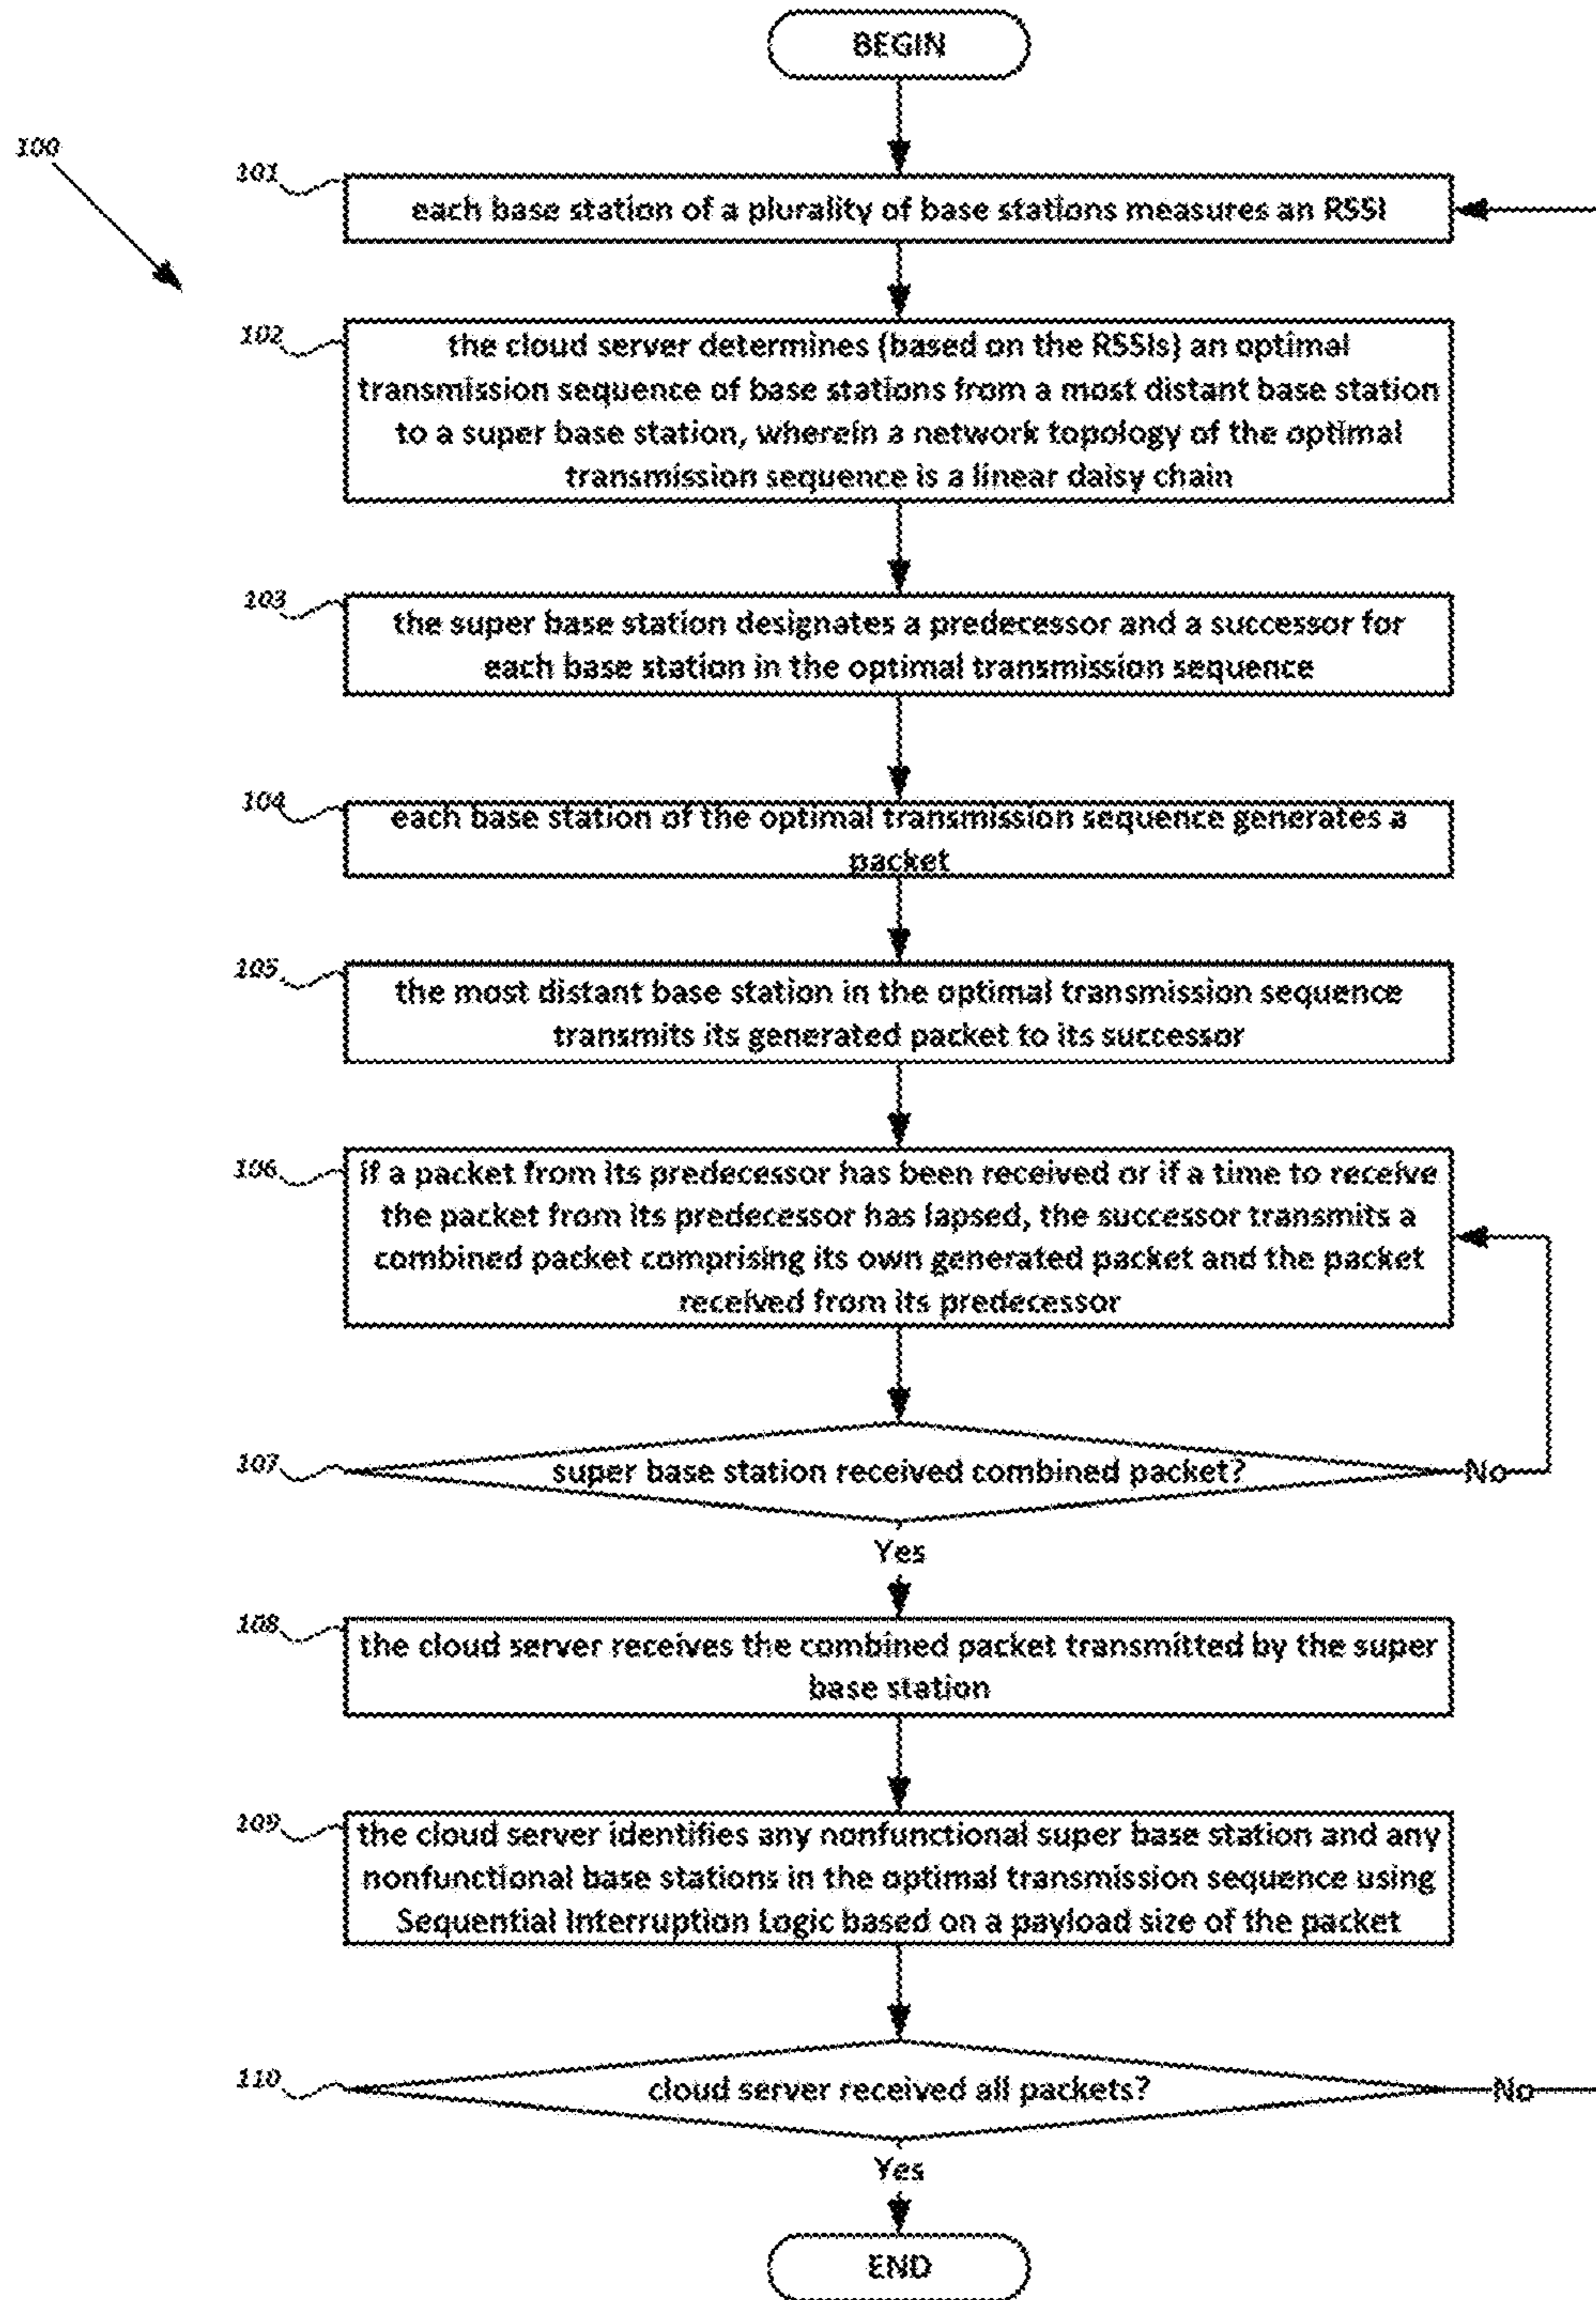 BEGIN
100
101
each base station of a plurality of base stations measures an RSSI
102
the cloud server determines (based on the RSSIs) an optimal
transmission sequence of base stations from a most distant base station
to a super base station, wherein a network topology of the optimal
transmission sequence is a linear daisy chain
103
the super base station designates a predecessor and a successor for
each base station in the optimal transmission sequence
104
each base station of the optimal transmission sequence generates a
packet
105
the most distant base station in the optimal transmission sequence
transmits its generated packet to its successor
106
if a packet from its predecessor has been received or if a time to receive
the packet from its predecessor has lapsed, the successor transmits a
combined packet comprising its own generated packet and the packet
received from its predecessor
107
super base station received combined packet?
No
Yes
108
the cloud server receives the combined packet transmitted by the super
base station
109
the cloud server identifies any nonfunctional super base station and any
nonfunctional base stations in the optimal transmission sequence using
Sequential Interruption Logic based on a payload size of the packet
110
cloud server received all packets?
No
Yes
END